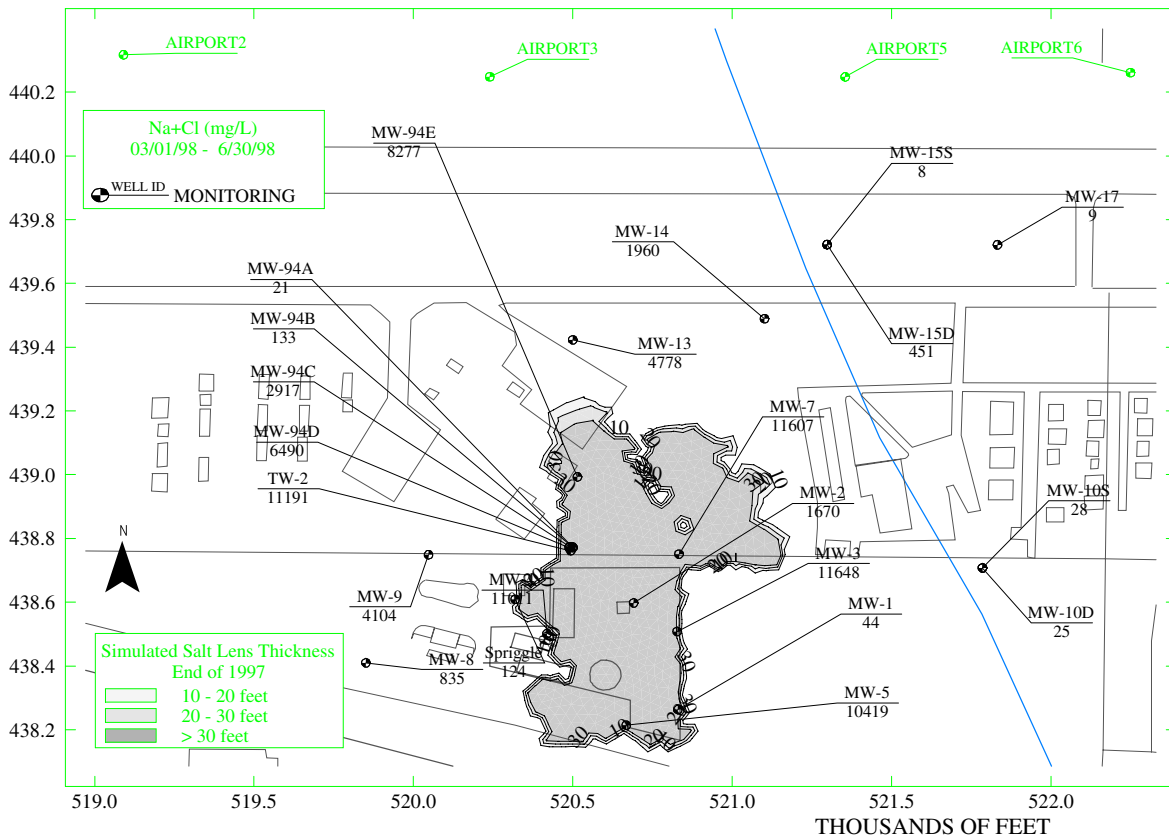 AIRPORT2
AIRPORT3
AIRPORT5
AIRPORT6
440.2
440.0
439.8
439.6
439.4
439.2
439.0
438.8
438.6
438.4
438.2
Na+Cl (mg/L)
03/01/98 - 6/30/98
WELL ID MONITORING
MW-94E
8277
MW-15S
8
MW-17
9
MW-14
1960
MW-94A
21
MW-94B
133
MW-94C
2917
MW-94D
6490
TW-2
11191
MW-13
4778
MW-15D
451
MW-7
11607
MW-2
1670
MW-10S
28
MW-3
11648
MW-1
44
MW-10D
25
MW-9
4104
MW-8
835
Spriggle
124
MW-5
10419
10
10
30
20
30
20
10
N
Simulated Salt Lens Thickness
End of 1997
10 - 20 feet
20 - 30 feet
> 30 feet
519.0
519.5
520.0
520.5
521.0
521.5
522.0
THOUSANDS OF FEET